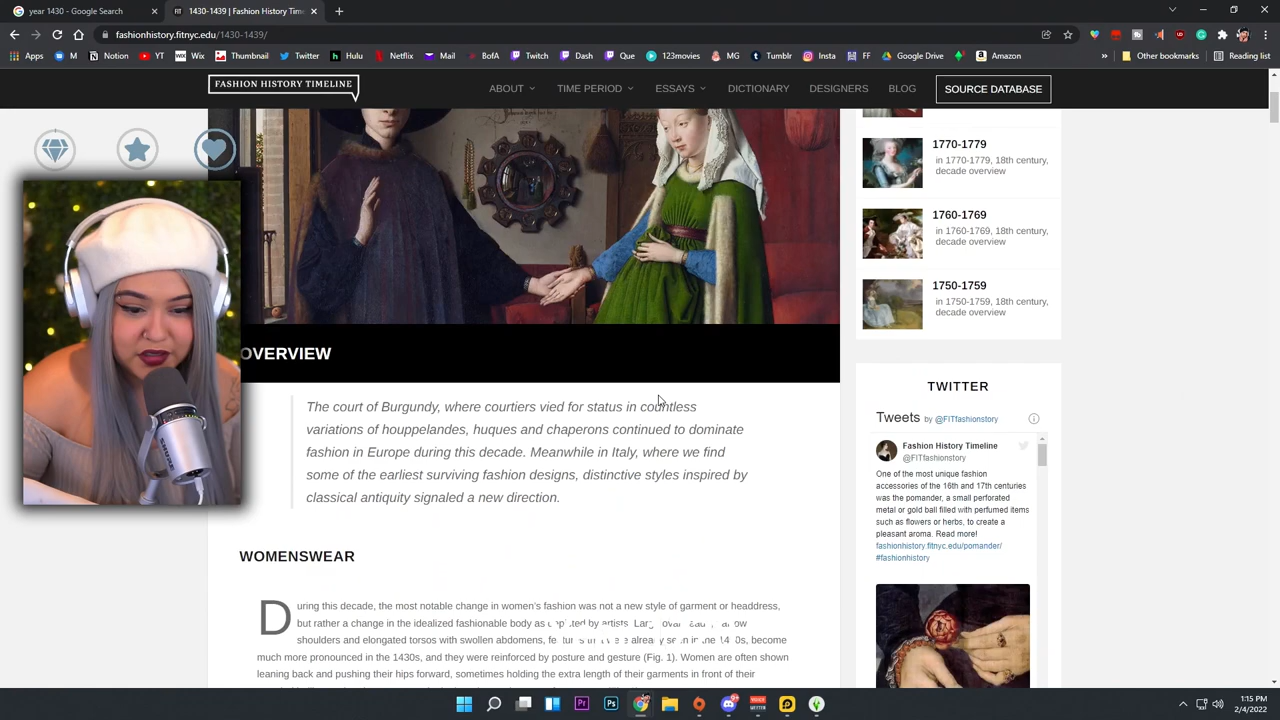 year 1430 - Google Search
1430-1439 | Fashion History Time
fashionhistory.fitnyc.edu/1430-1439/
Apps
YT
WI
Mail
Twitter
Hulu
Netflix
Mail
BofA
Twitch
Twitch
Que
123movies
MG
Tumblr
Instagram
Google Drive
Amazon
»
Other bookmarks
Reading list
FASHION HISTORY TIMELINE
ABOUT
TIME PERIOD
ESSAYS
DICTIONARY
DESIGNERS
BLOG
SOURCE DATABASE
OVERVIEW
The court of Burgundy, where courtiers vied for status in countless
variations of houppelandes, huques and chaperons continued to dominate
fashion in Europe during this decade. Meanwhile in Italy, where we find
some of the earliest surviving fashion designs, distinctive styles inspired by
classical antiquity signaled a new direction.
WOMENSWEAR
During this decade, the most notable change in women's fashion was not a new style of garment or headdress,
but rather a change in the idealized fashionable body as depicted by artists.
shoulders and elongated torsos with swollen abdomens, already seen in the become
much more pronounced in the 1430s, and they were reinforced by posture and gesture (Fig. 1). Women are often shown
leaning back and pushing their hips forward, sometimes holding the extra length of their garments in front of their
1770-1779
in 1770-1779, 18th century,
decade overview
1760-1769
in 1760-1769, 18th century,
decade overview
1750-1759
in 1750-1759, 18th century,
decade overview
TWITTER
Tweets by @FITfashionstory
Fashion History Timeline
@FITfashionstory
One of the most unique fashion
accessories of the 16th and 17th centuries
was the pomander, a small perforated
metal or gold ball filled with perfumed items
such as flowers or herbs, to create a
pleasant aroma. Read more!
fashionhistory.fitnyc.edu/pomander/
#fashionhistory
1:15 PM
2/4/2022